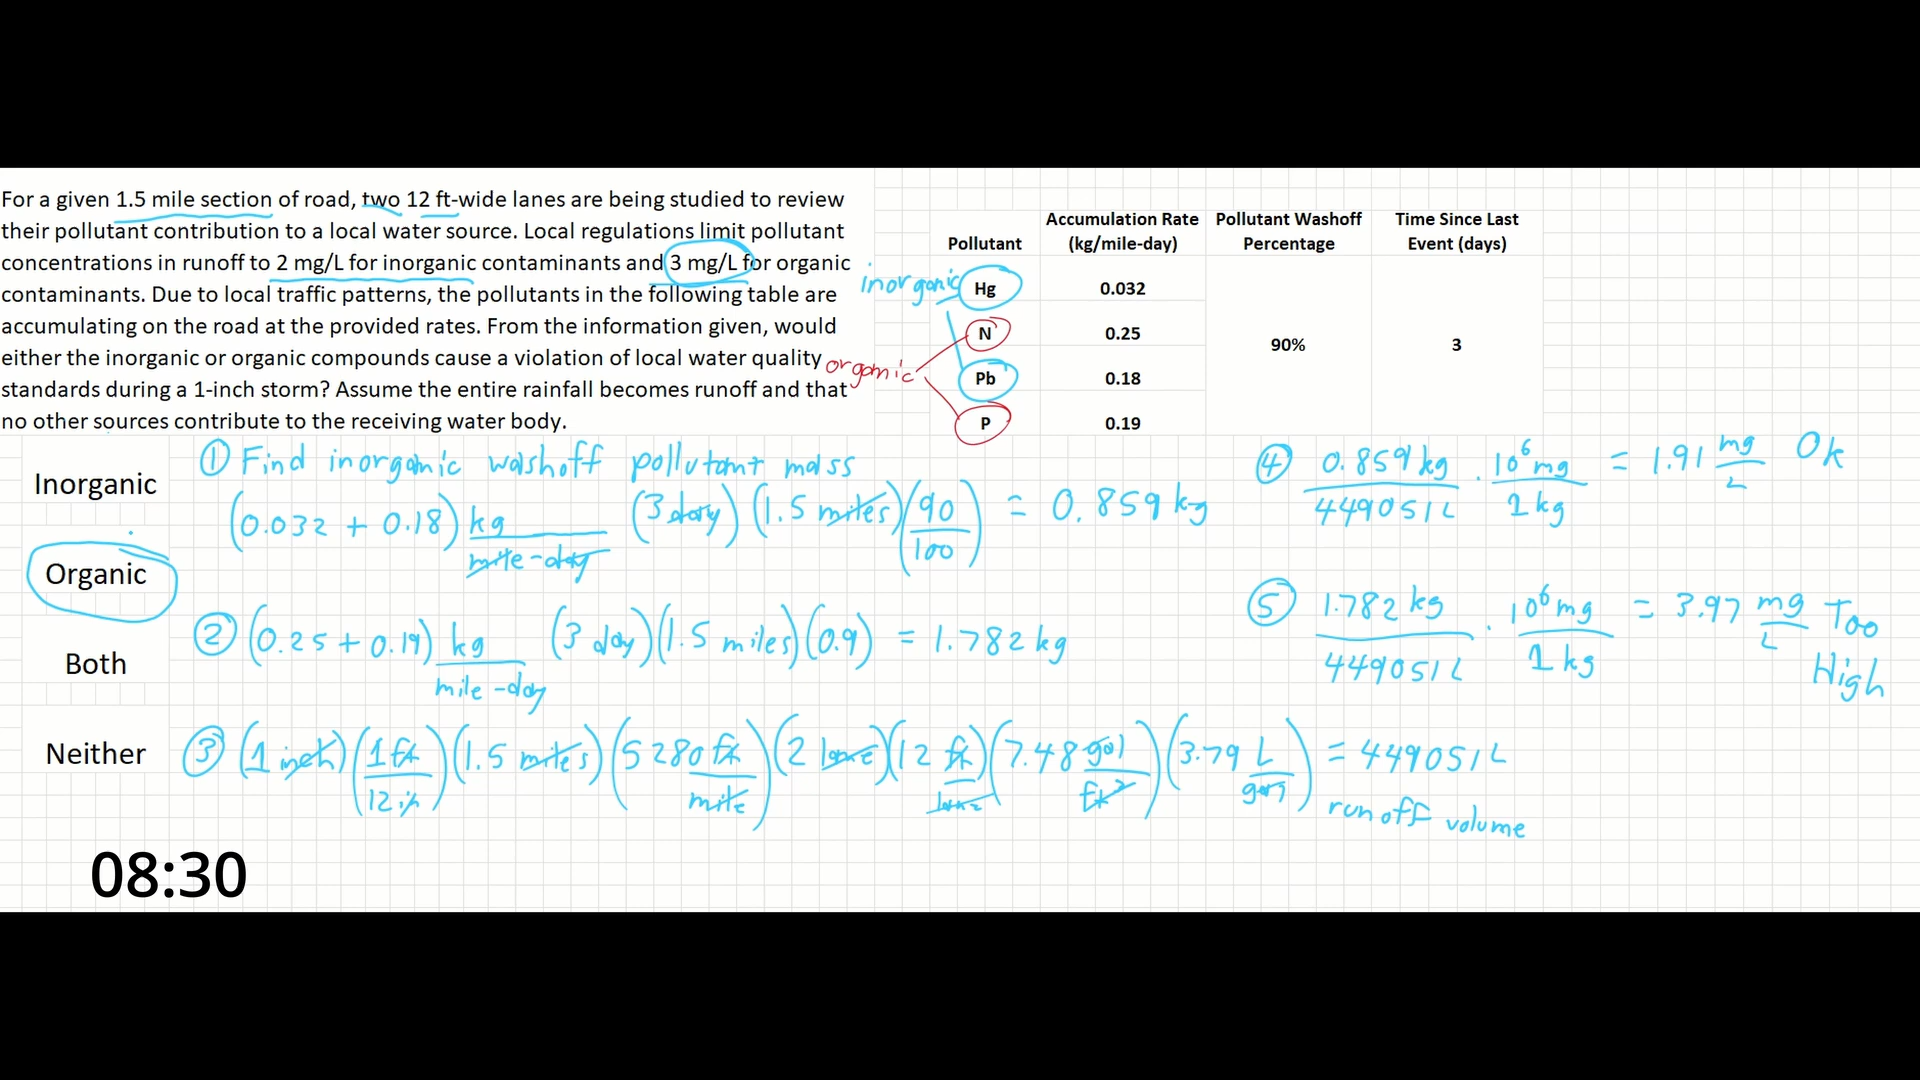 For a given 1.5 mile section of road, two 12 ft-wide lanes are being studied to review
their pollutant contribution to a local water source. Local regulations limit pollutant
concentrations in runoff to 2 mg/L for inorganic contaminants and 3 mg/L for organic
contaminants. Due to local traffic patterns, the pollutants in the following table are
accumulating on the road at the provided rates. From the information given, would
either the inorganic or organic compounds cause a violation of local water quality
standards during a 1-inch storm? Assume the entire rainfall becomes runoff and that
no other sources contribute to the receiving water body.
Pollutant Accumulation Rate (kg/mile-day) Pollutant Washoff Percentage Time Since Last Event (days)
inorganic Hg 0.032
N 0.25
90% 3
organic
Pb 0.18
P 0.19
Inorganic
Organic
Both
Neither
① Find inorganic washoff pollutant mass
(0.032 + 0.18) kg/mile-day (3 day) (1.5 miles) (90/100) = 0.859 kg
② (0.25 + 0.19) kg/mile-day (3 day) (1.5 miles) (0.9) = 1.782 kg
③ (1 inch) (1 ft/12 in) (1.5 miles) (5280 ft/mile) (2 lane) (12 ft/lane) (7.48 gal/ft³) (3.79 L/gal) = 449051 L
runoff volume
④ 0.859 kg/449051 L · 10⁶ mg/1 kg = 1.91 mg/L Ok
⑤ 1.782 kg/449051 L · 10⁶ mg/1 kg = 3.97 mg/L Too High
08:30